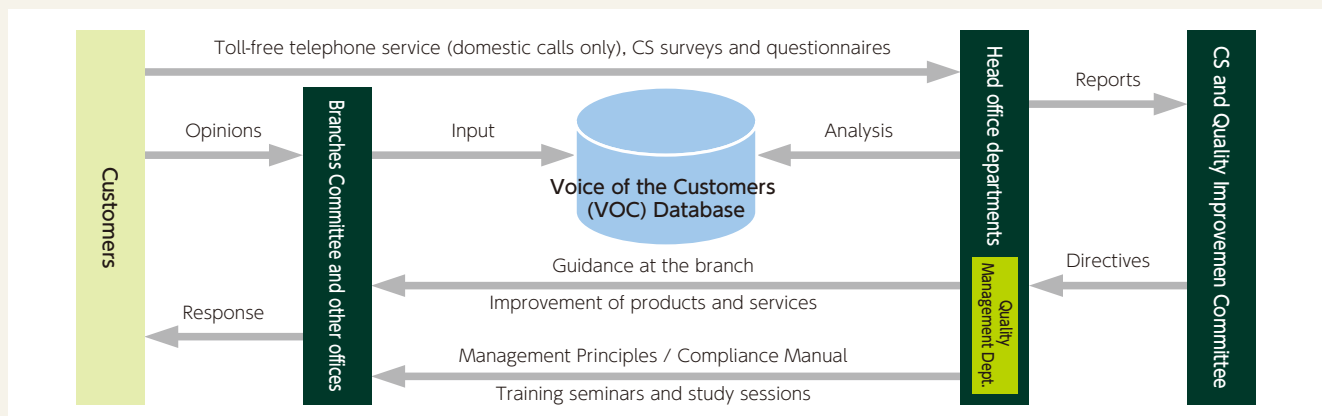 Toll-free telephone service (domestic calls only), CS surveys and questionnaires
Customers
Opinions
Branches Committee and other offices
Input
Voice of the Customers
(VOC) Database
Analysis
Head office departments
Quality
Management Dept.
Reports
CS and Quality Improvemen Committee
Directives
Guidance at the branch
Improvement of products and services
Response
Management Principles / Compliance Manual
Training seminars and study sessions